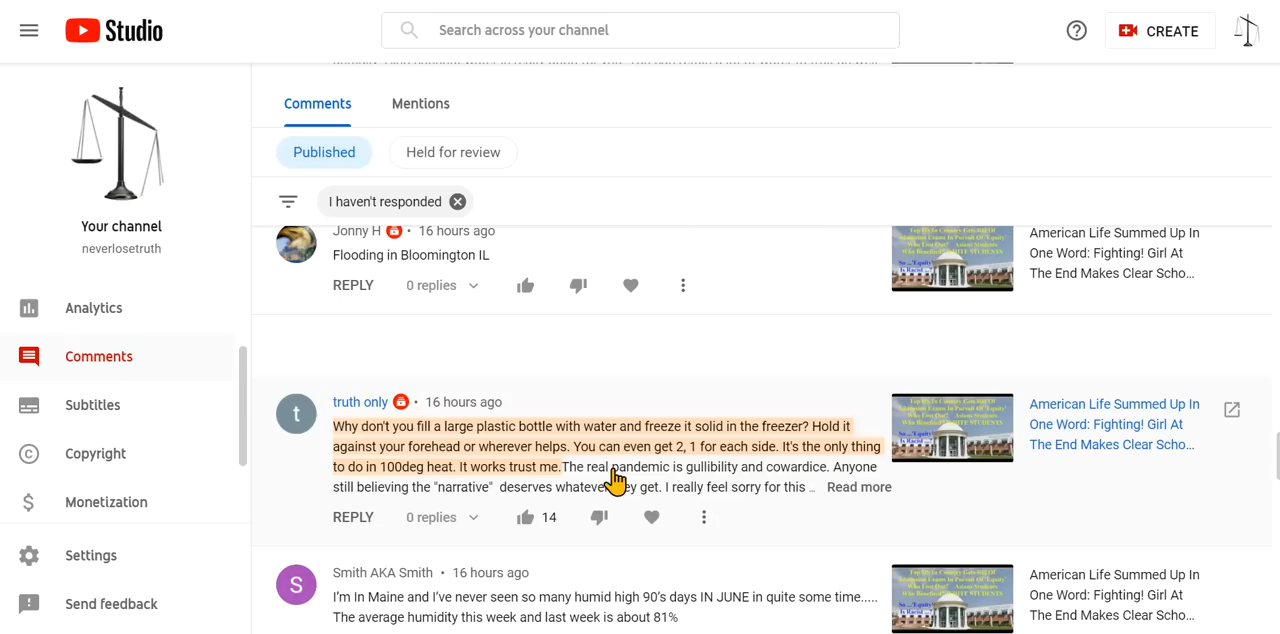 Studio
Search across your channel
CREATE
Your channel
neverlosetruth
Analytics
Comments
Subtitles
Copyright
Monetization
Settings
Send feedback
Comments
Mentions
Published
Held for review
I haven't responded
Jonny H • 16 hours ago
Flooding in Bloomington IL
REPLY 0 replies
American Life Summed Up In
One Word: Fighting! Girl At
The End Makes Clear Scho...
t
truth only • 16 hours ago
Why don't you fill a large plastic bottle with water and freeze it solid in the freezer? Hold it
against your forehead or wherever helps. You can even get 2, 1 for each side. It's the only thing
to do in 100deg heat. It works trust me.The real pandemic is gullibility and cowardice. Anyone
still believing the "narrative" deserves whatever they get. I really feel sorry for this ... Read more
REPLY 0 replies 14
American Life Summed Up In
One Word: Fighting! Girl At
The End Makes Clear Scho...
S
Smith AKA Smith • 16 hours ago
I'm In Maine and I've never seen so many humid high 90's days IN JUNE in quite some time.....
The average humidity this week and last week is about 81%
American Life Summed Up In
One Word: Fighting! Girl At
The End Makes Clear Scho...